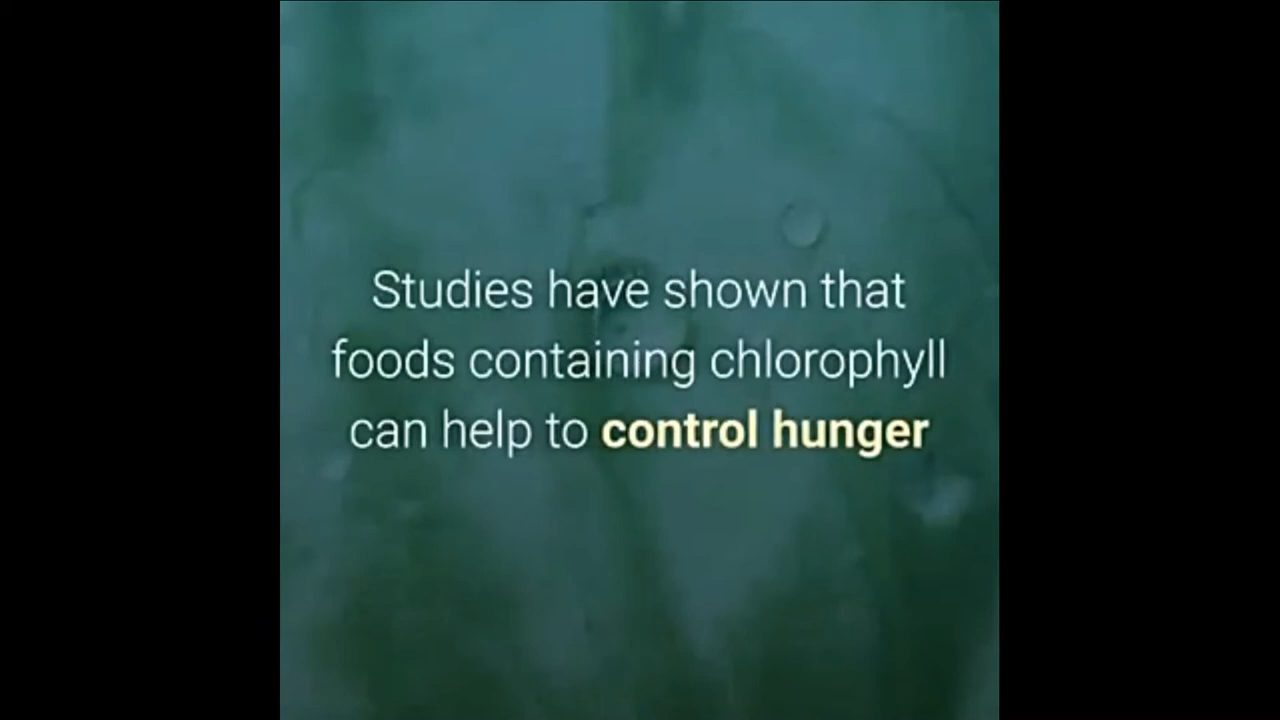 Studies have shown that
foods containing chlorophyll
can help to control hunger